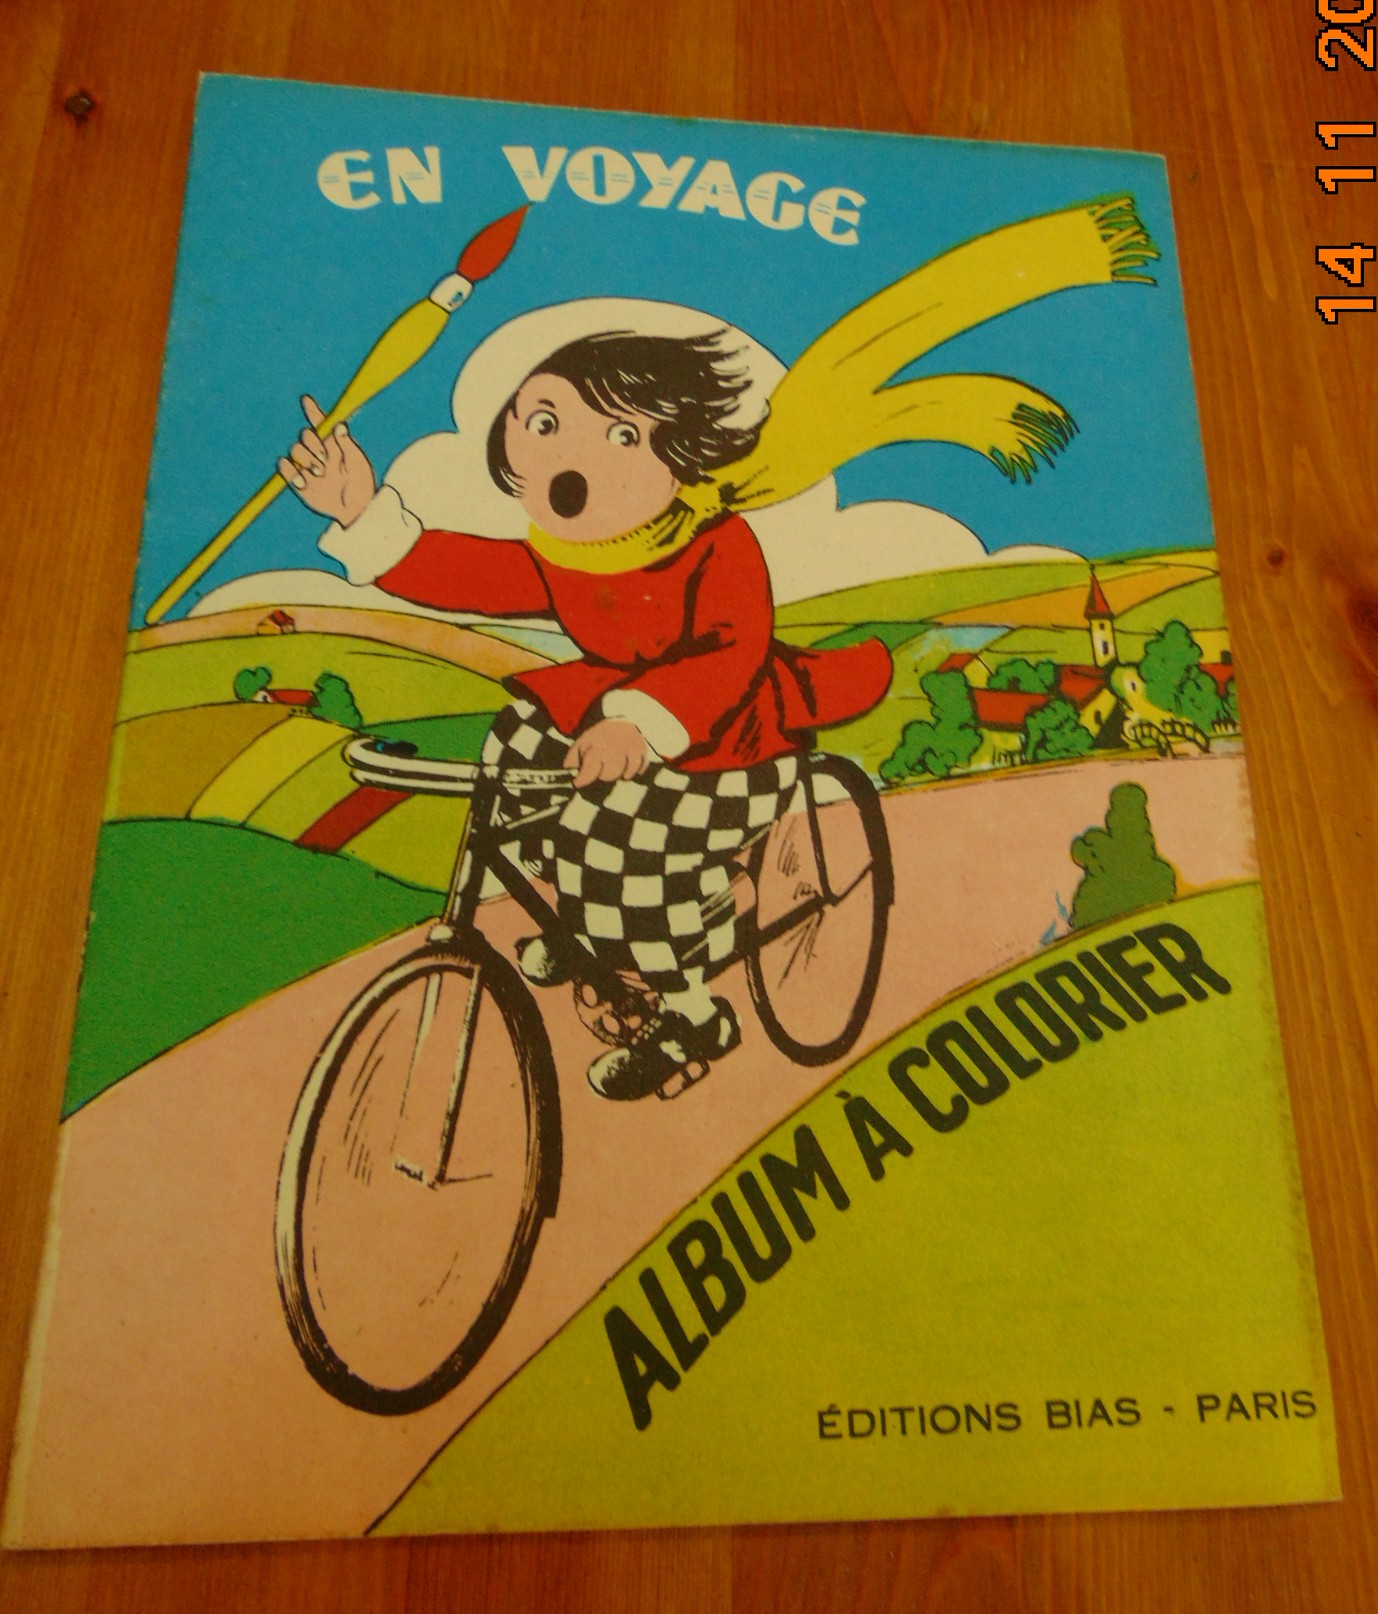 EN VOYAGE
ALBUM À COLORIER
ÉDITIONS BIAS - PARIS
14 11 20